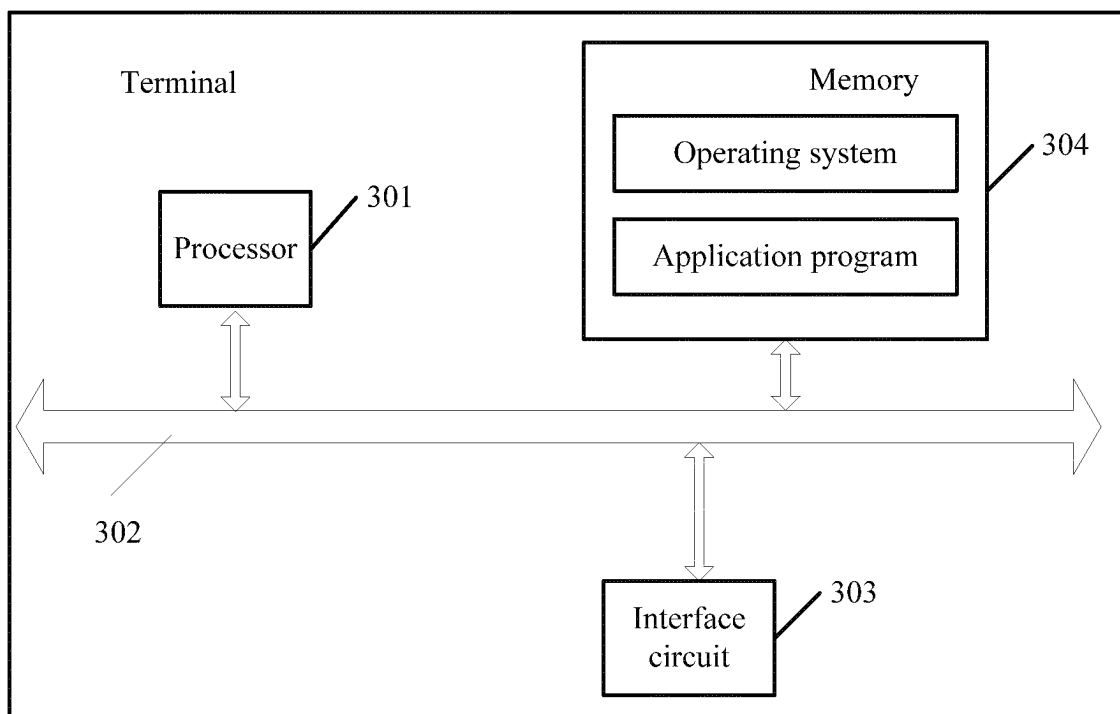 Terminal
Memory
Operating system
304
301
Processor
Application program
302
303
Interface
circuit